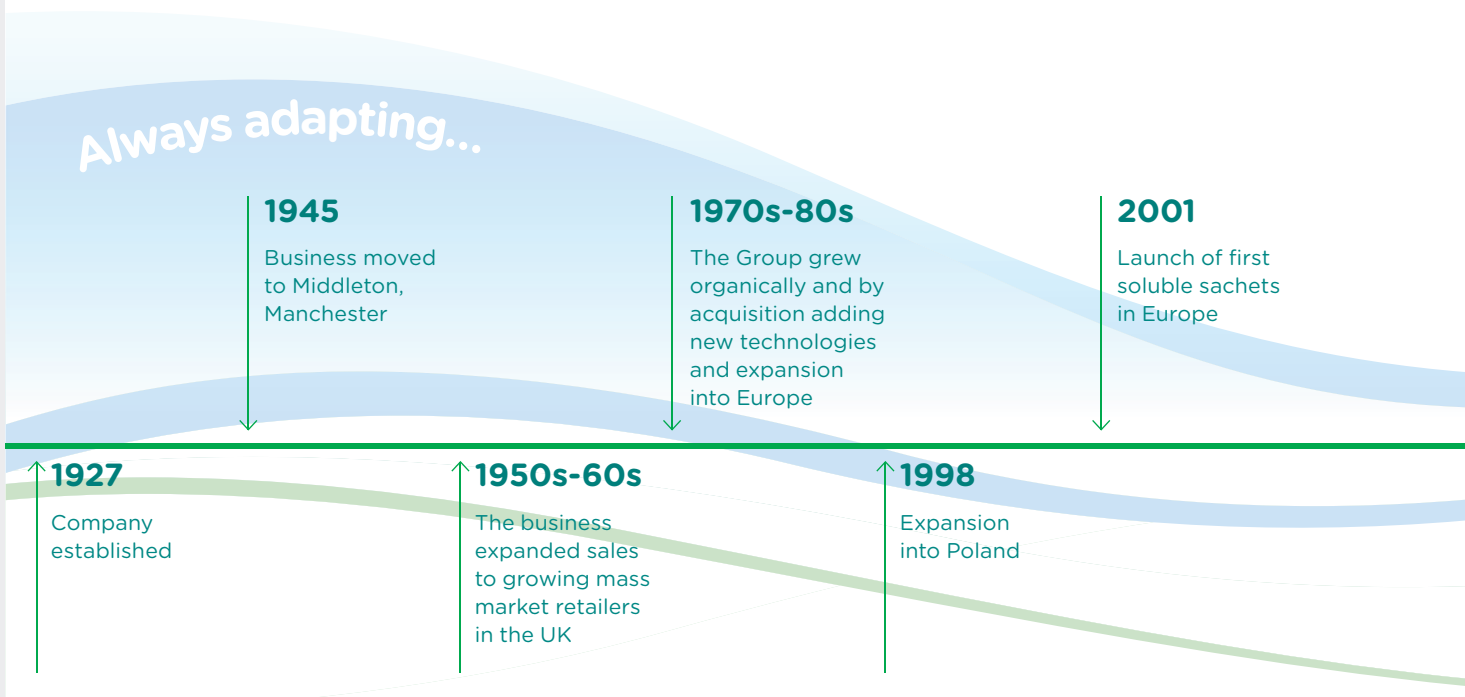 Always adapting...
1945
Business moved
to Middleton,
Manchester
1970s-80s
The Group grew
organically and by
acquisition adding
new technologies
and expansion
into Europe
2001
Launch of first
soluble sachets
in Europe
1927
Company
established
1950s-60s
The business
expanded sales
to growing mass
market retailers
in the UK
1998
Expansion
into Poland